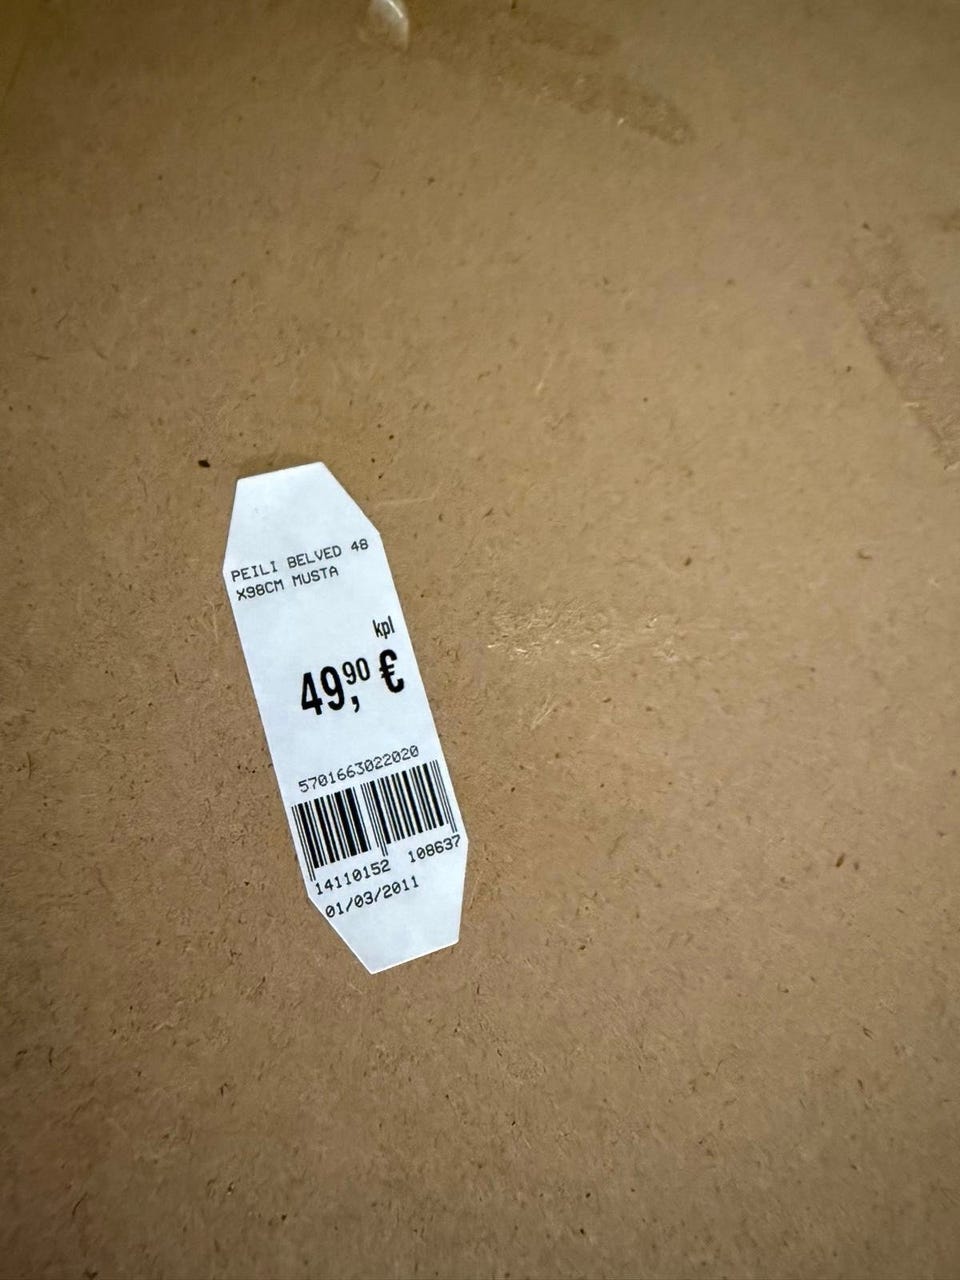 PEILI BELVED 48
X98CM MUSTA
kpl
49,90 €
5701663022020
14110152 108637
01/03/2011